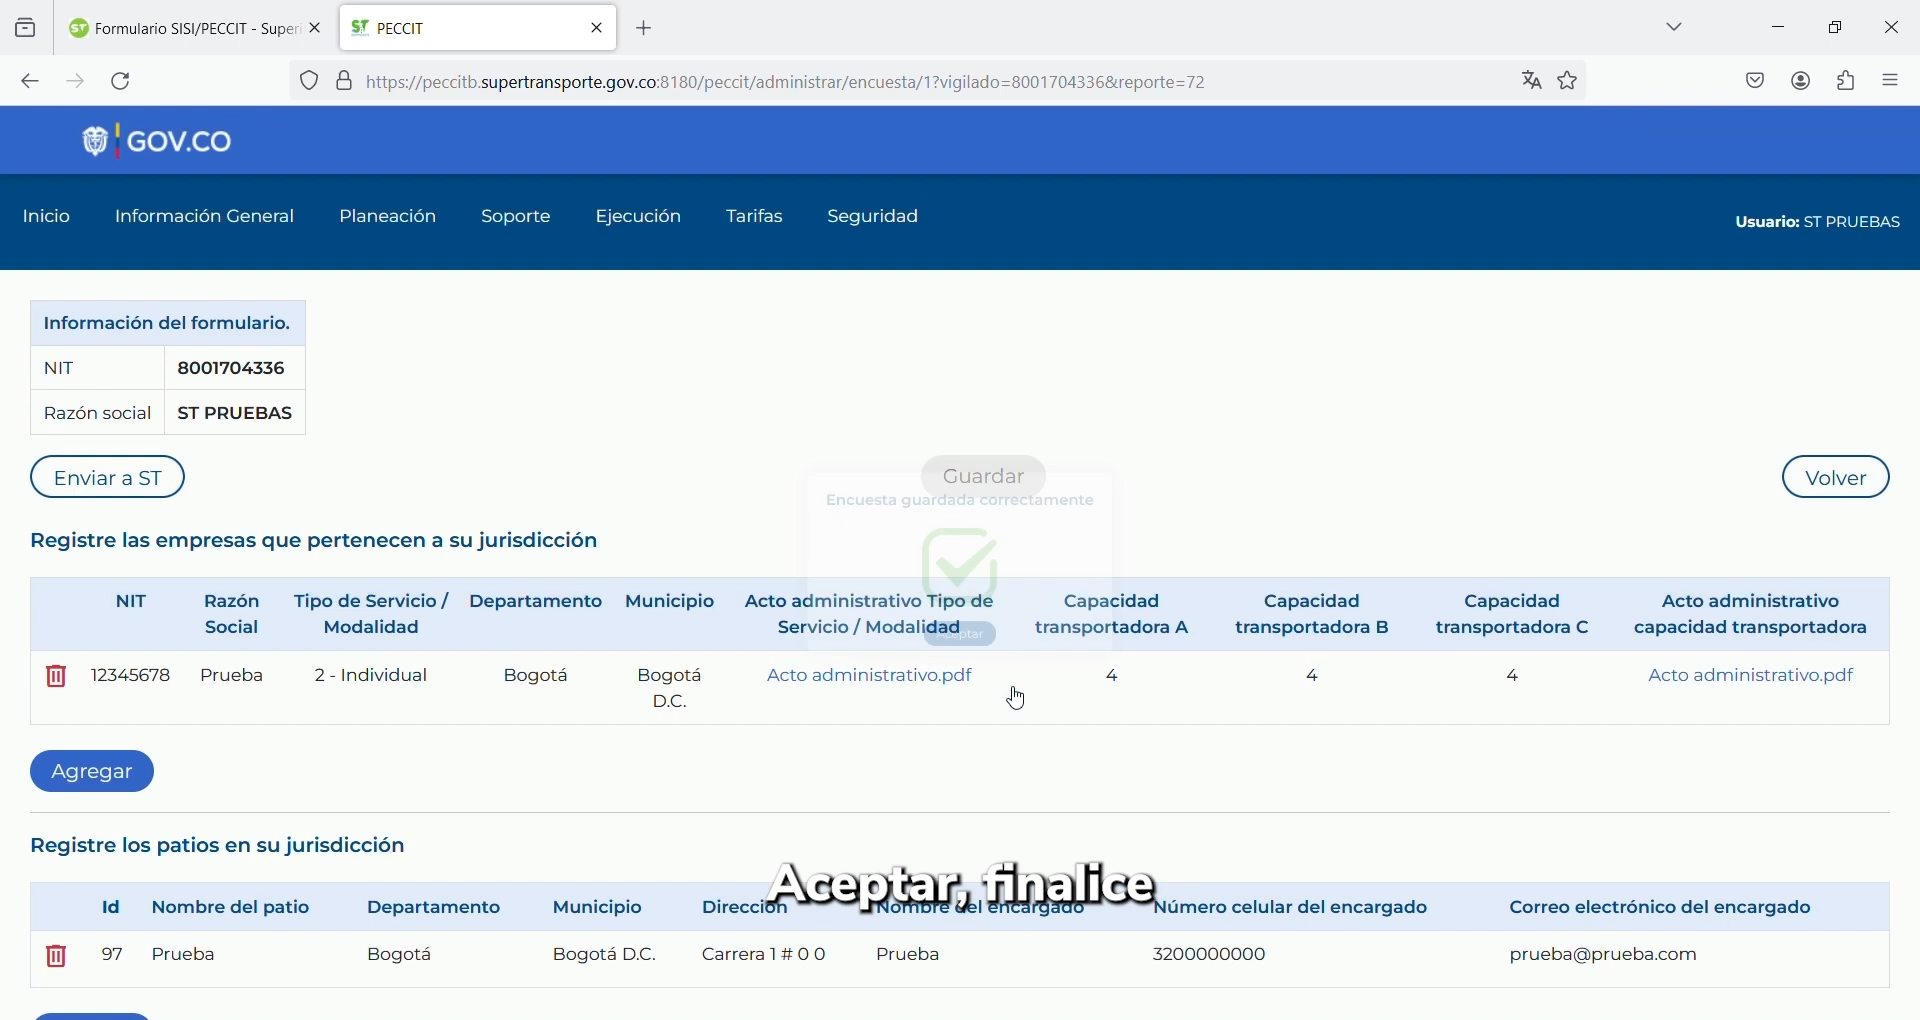 Formulario SISI/PECCIT - Superi
PECCIT
https://peccitb.supertransporte.gov.co:8180/peccit/administrar/encuesta/1?vigilado=8001704336&reporte=72
GOV.CO
Inicio Información General Planeación Soporte Ejecución Tarifas Seguridad
Usuario: ST PRUEBAS
Información del formulario.
NIT 8001704336
Razón social ST PRUEBAS
Enviar a ST Guardar Volver
Encuesta guardada correctamente
Aceptar
Registre las empresas que pertenecen a su jurisdicción
NIT Razón Social Tipo de Servicio / Modalidad Departamento Municipio Acto administrativo Tipo de Servicio / Modalidad Capacidad transportadora A Capacidad transportadora B Capacidad transportadora C Acto administrativo capacidad transportadora
12345678 Prueba 2 - Individual Bogotá Bogotá D.C. Acto administrativo.pdf 4 4 4 Acto administrativo.pdf
Agregar
Registre los patios en su jurisdicción
Aceptar, finalice
Id Nombre del patio Departamento Municipio Dirección Nombre del encargado Número celular del encargado Correo electrónico del encargado
97 Prueba Bogotá Bogotá D.C. Carrera 1 # 0 0 Prueba 3200000000 prueba@prueba.com